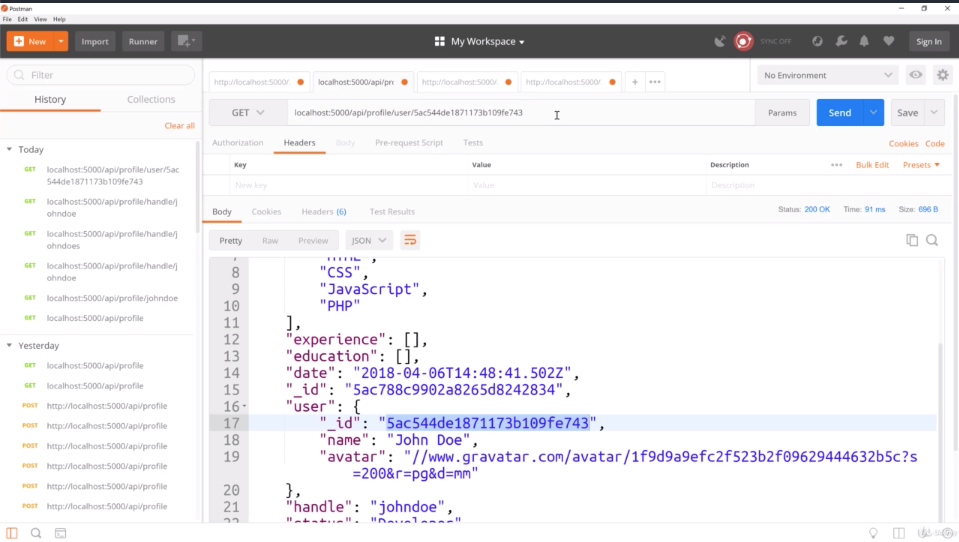 Postman
File Edit View Help
New Import Runner My Workspace SYNC OFF Sign In
Filter
History Collections
Clear all
Today
GET localhost:5000/api/profile/user/5ac
544de1871173b109fe743
GET localhost:5000/api/profile/handle/j
ohndoe
GET localhost:5000/api/profile/handle/j
ohndoes
GET localhost:5000/api/profile/handle/j
ohndoe
GET localhost:5000/api/profile/johndoe
GET localhost:5000/api/profile
Yesterday
GET localhost:5000/api/profile
GET localhost:5000/api/profile
POST http://localhost:5000/api/profile
POST http://localhost:5000/api/profile
POST http://localhost:5000/api/profile
POST http://localhost:5000/api/profile
POST http://localhost:5000/api/profile
POST http://localhost:5000/api/profile
http://localhost:5000/ localhost:5000/api/pr http://localhost:5000/ http://localhost:5000/ + •••
No Environment
GET localhost:5000/api/profile/user/5ac544de1871173b109fe743 Params Send Save
Authorization Headers Body Pre-request Script Tests Cookies Code
Key Value Description ••• Bulk Edit Presets
New key Value Description
Body Cookies Headers (6) Test Results Status: 200 OK Time: 91 ms Size: 696 B
Pretty Raw Preview JSON
7 "HTML",
8 "CSS",
9 "JavaScript",
10 "PHP"
11 ],
12 "experience": [],
13 "education": [],
14 "date": "2018-04-06T14:48:41.502Z",
15 "_id": "5ac788c9902a8265d8242834",
16 "user": {
17 "_id": "5ac544de1871173b109fe743",
18 "name": "John Doe",
19 "avatar": "//www.gravatar.com/avatar/1f9d9a9efc2f523b2f09629444632b5c?s
=200&r=pg&d=mm"
20 },
21 "handle": "johndoe",
22 "status": "Developer",